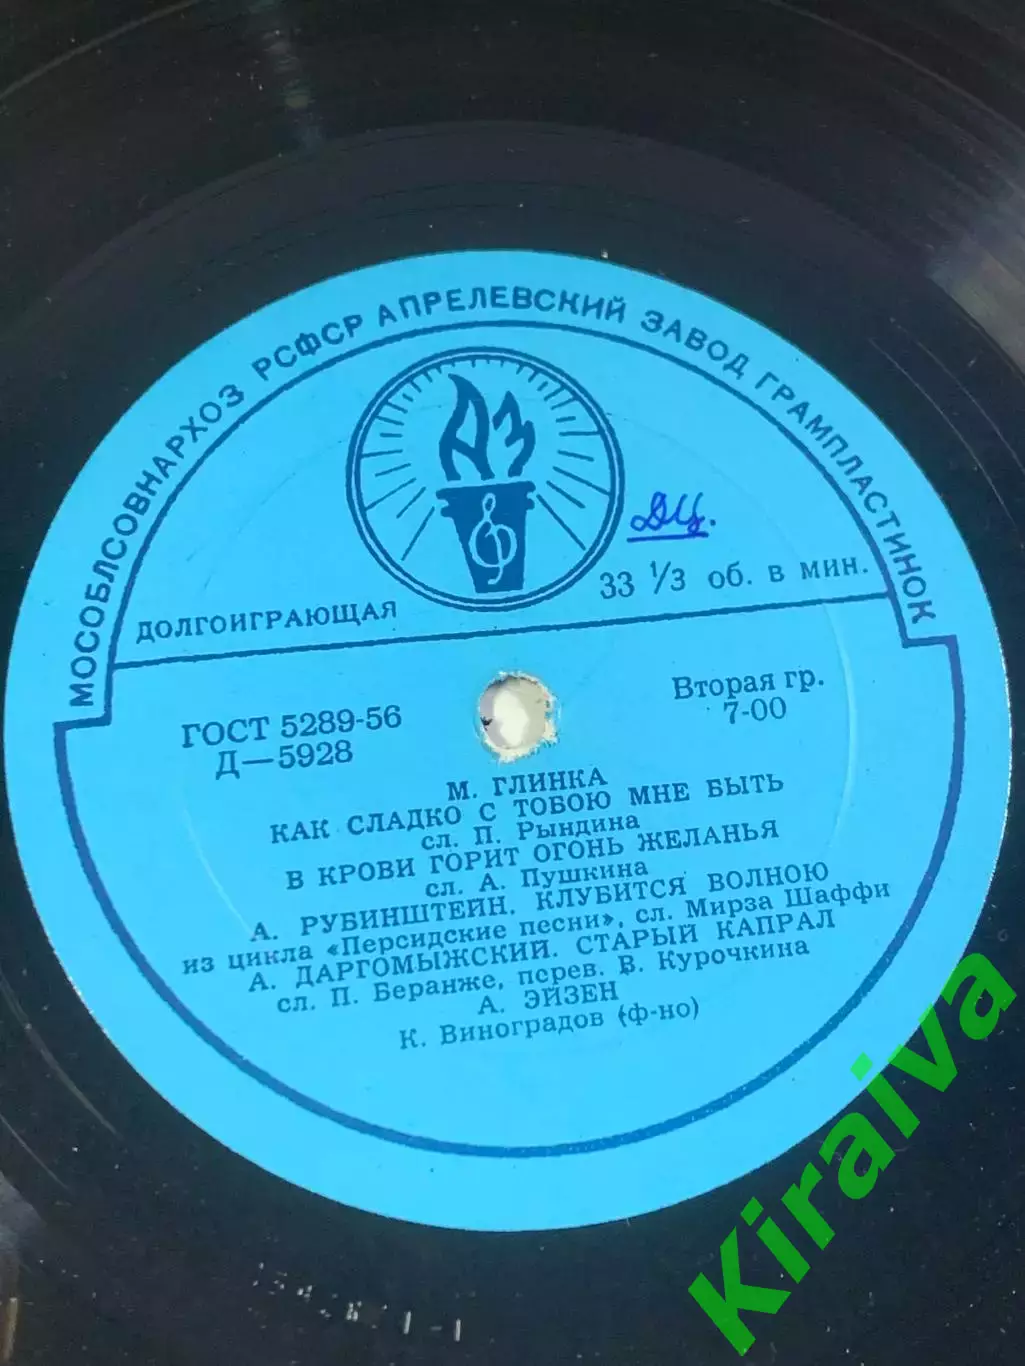 МОСОБЛСОВНАРХОЗ РСФСР АПРЕЛЕВСКИЙ ЗАВОД ГРАМПЛАСТИНОК
АЗ
ДЦ.
ДОЛГОИГРАЮЩАЯ
33 1/3 об. в мин.
ГОСТ 5289-56
Вторая гр.
Д—5928
7-00
М. ГЛИНКА
КАК СЛАДКО С ТОБОЮ МНЕ БЫТЬ
сл. П. Рындина
В КРОВИ ГОРИТ ОГОНЬ ЖЕЛАНЬЯ
сл. А. Пушкина
А. РУБИНШТЕЙН. КЛУБИТСЯ ВОЛНОЮ
из цикла «Персидские песни», сл. Мирза Шаффи
А. ДАРГОМЫЖСКИЙ. СТАРЫЙ КАПРАЛ
сл. П. Беранже, перев. В. Курочкина
А. ЭЙЗЕН
К. Виноградов (ф-но)
Kiraiva